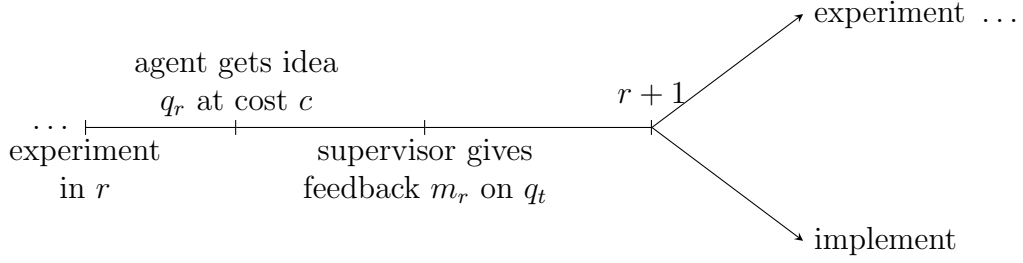 experiment …
agent gets idea
q_r at cost c
r + 1
…
experiment
in r
supervisor gives
feedback m_r on q_t
implement